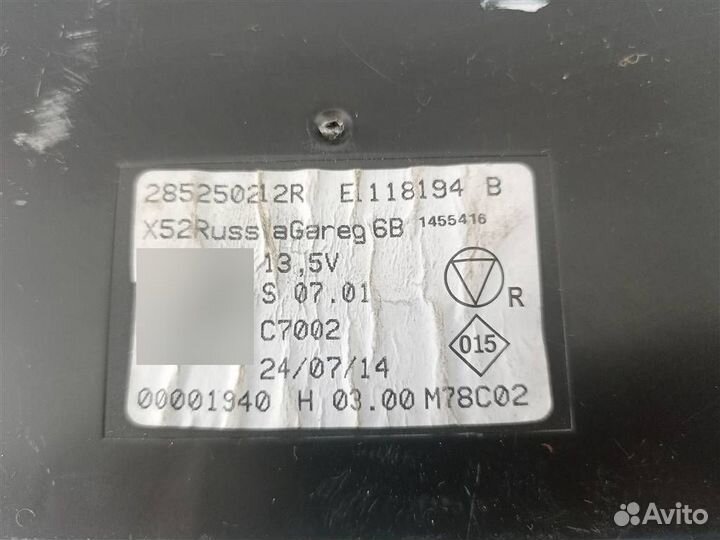 285250212R E1118194 B
X52RussiaGareg6B 1455416
13,5V
S 07.01
R
C7002
015
24/07/14
00001940 H 03.00 M78C02
Avito